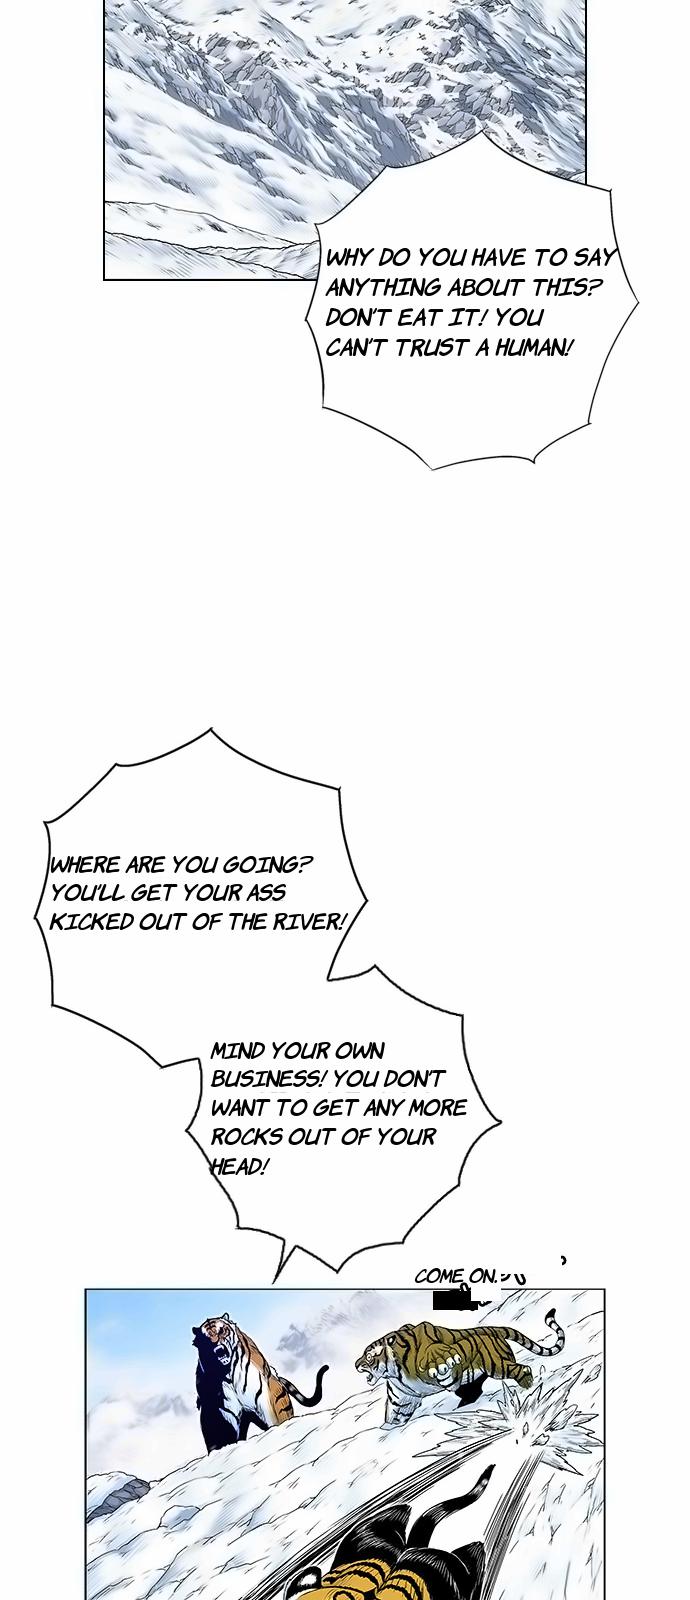 WHY DO YOU HAVE TO SAY
ANYTHING ABOUT THIS?
DON'T EAT IT! YOU
CAN'T TRUST A HUMAN!
WHERE ARE YOU GOING?
YOU'LL GET YOUR ASS
KICKED OUT OF THE RIVER!
MIND YOUR OWN
BUSINESS! YOU DON'T
WANT TO GET ANY MORE
ROCKS OUT OF YOUR
HEAD!
COME ON.